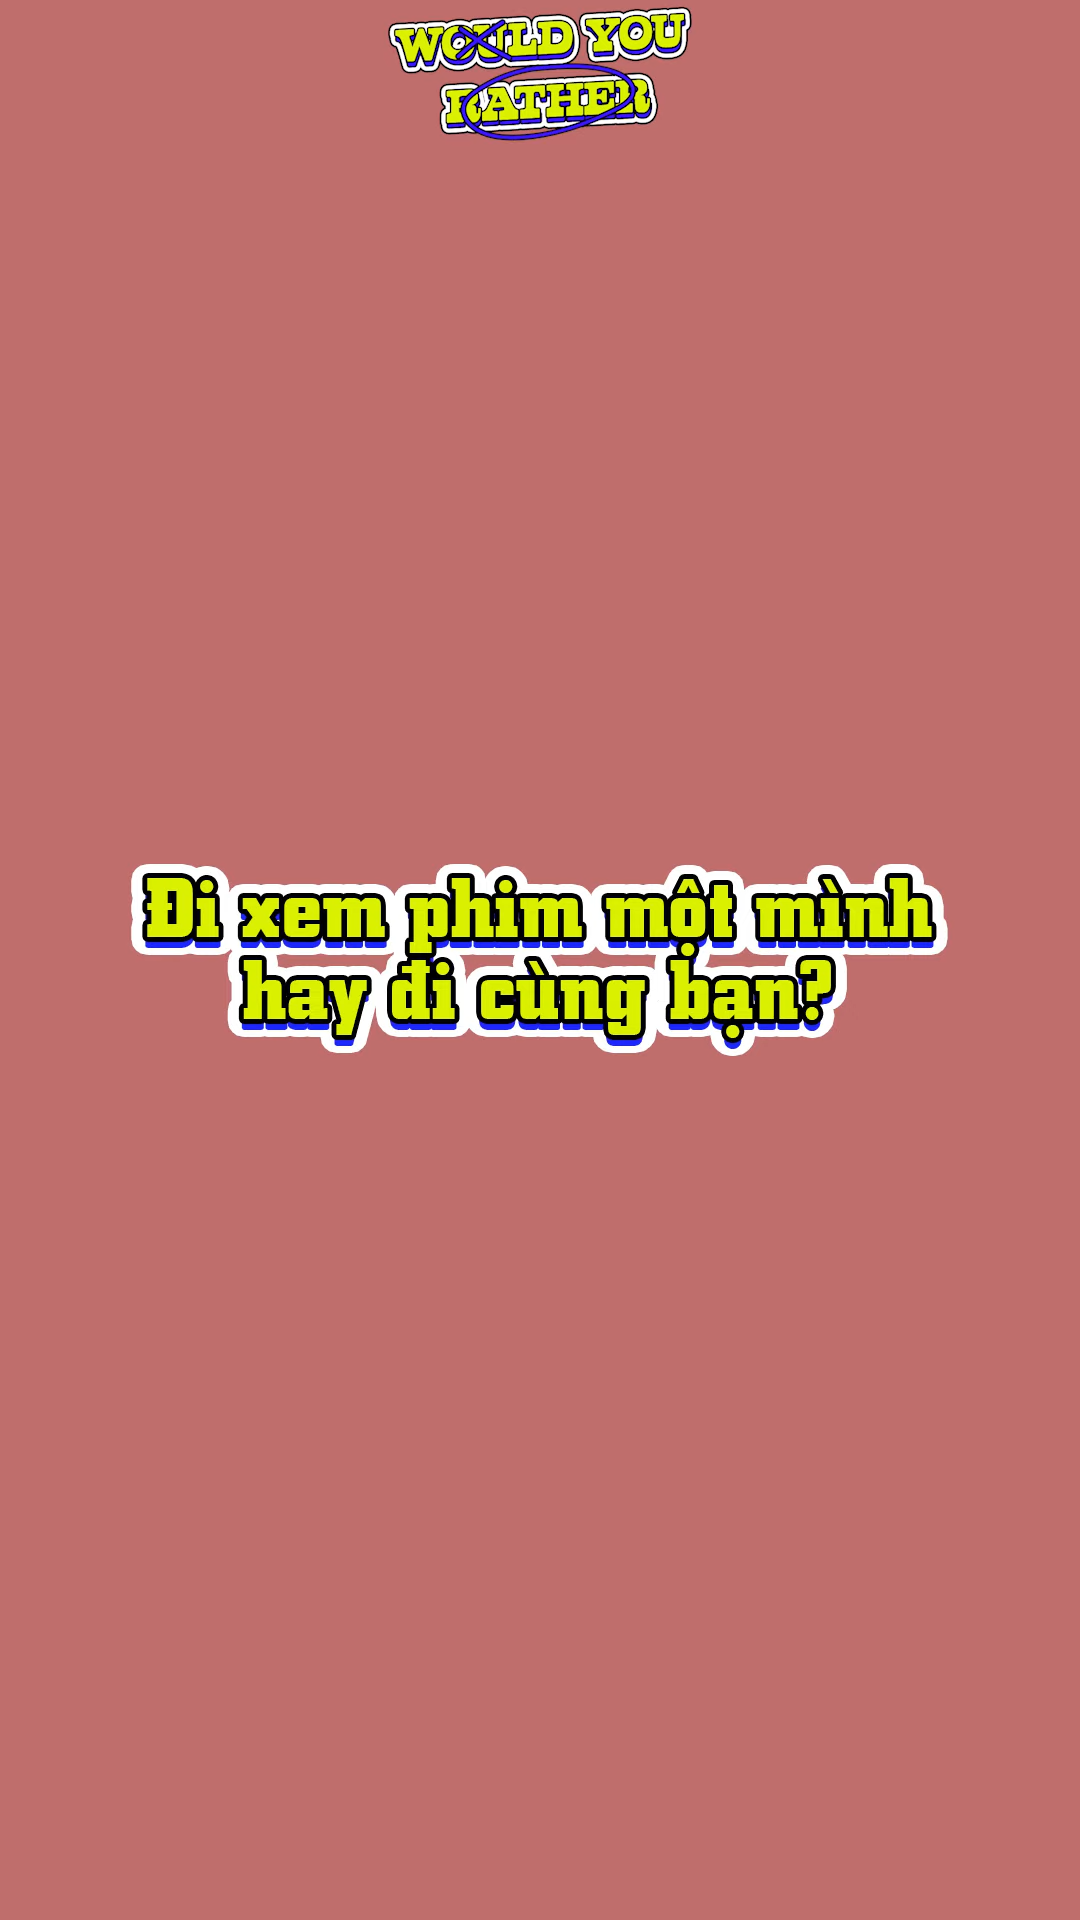 WOULD YOU
RATHER
Đi xem phim một mình
hay đi cùng bạn?